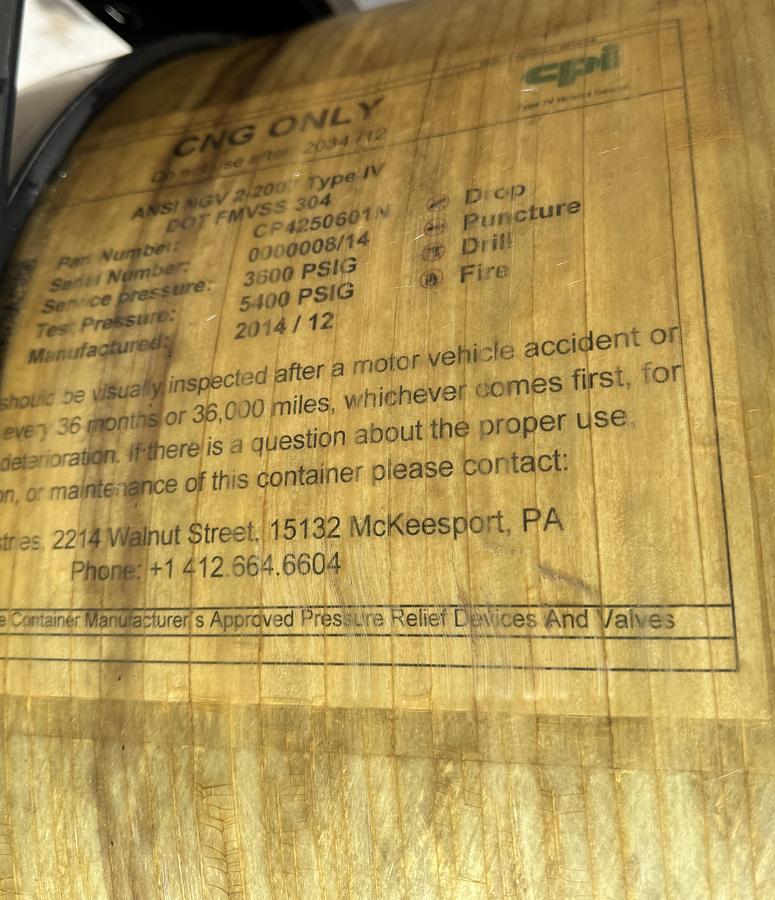 cpi
Type IV Hybrid Design
CNG ONLY
Do not use after: 2034 /12
ANSI NGV 2-2007 Type IV
DOT FMVSS 304
Part Number: CP4250601N
Serial Number: 0000008/14
Service pressure: 3600 PSIG
Test Pressure: 5400 PSIG
Manufactured: 2014 / 12
Drop
Puncture
Drill
Fire
should be visually inspected after a motor vehicle accident or
every 36 months or 36,000 miles, whichever comes first, for
deterioration. If there is a question about the proper use,
on, or maintenance of this container please contact:
stries, 2214 Walnut Street, 15132 McKeesport, PA
Phone: +1 412.664.6604
e Container Manufacturer's Approved Pressure Relief Devices And Valves